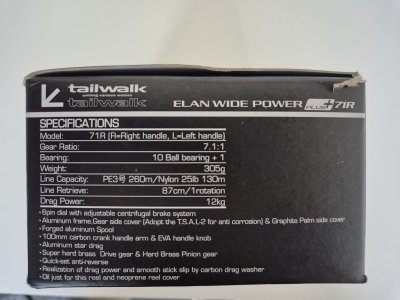 tailwalk
pulling various waters
tailwalk
ELAN WIDE POWER PLUS+ 71R
SPECIFICATIONS
Model: 71R (R=Right handle, L=Left handle)
Gear Ratio: 7.1:1
Bearing: 10 Ball bearing + 1
Weight: 305g
Line Capacity: PE3号 260m/Nylon 25lb 130m
Line Retrieve: 87cm/1rotation
Drag Power: 12kg
•Spin dial with adjustable centrifugal brake system
•Aluminum frame,Gear side cover (Adopt the T.S.A.L-2 for anti corrosion) & Graphite Palm side cover
•Forged aluminum Spool
•100mm carbon crank handle arm & EVA handle knob
•Aluminum star drag
•Super hard brass Drive gear & Hard Brass Pinion gear
•Quick-set anti-reverse
•Realization of drag power and smooth stick slip by carbon drag washer
•Oil just for this reel and neoprene reel cover